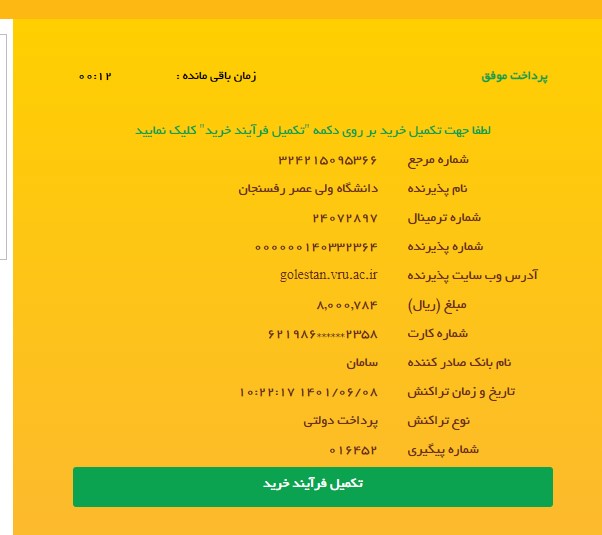 پرداخت موفق زمان باقی مانده : ۰۰:۱۲
لطفا جهت تکمیل خرید بر روی دکمه "تکمیل فرآیند خرید" کلیک نمایید
شماره مرجع ۳۲۴۲۱۵۰۹۵۳۶۶
نام پذیرنده دانشگاه ولی عصر رفسنجان
شماره ترمینال ۲۴۰۷۲۸۹۷
شماره پذیرنده ۰۰۰۰۰۰۱۴۰۳۳۲۳۶۴
آدرس وب سایت پذیرنده golestan.vru.ac.ir
مبلغ (ریال) ۸,۰۰۰,۷۸۴
شماره کارت ۶۲۱۹۸۶******۲۳۵۸
نام بانک صادر کننده سامان
تاریخ و زمان تراکنش ۱۴۰۱/۰۶/۰۸ ۱۰:۲۲:۱۷
نوع تراکنش پرداخت دولتی
شماره پیگیری ۰۱۶۴۵۲
تکمیل فرآیند خرید